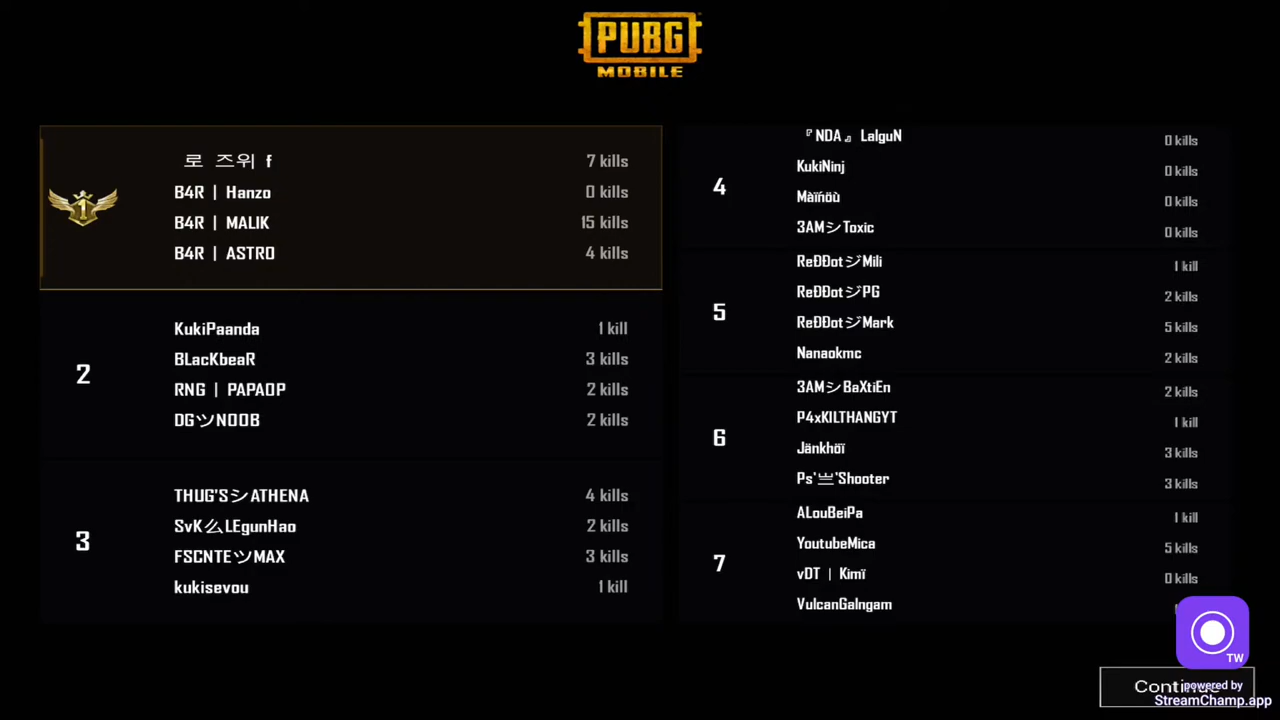 PUBG
MOBILE
1
로 즈위 f 7 kills
B4R | Hanzo 0 kills
B4R | MALIK 15 kills
B4R | ASTRO 4 kills
2
KukiPaanda 1 kill
BLacKbeaR 3 kills
RNG | PAPAOP 2 kills
DGツNOOB 2 kills
3
THUG'SシATHENA 4 kills
SvK么LEgunHao 2 kills
FSCNTEツMAX 3 kills
kukisevou 1 kill
4
『NDA』 LalguN 0 kills
KukiNinj 0 kills
Màïńöù 0 kills
3AMシToxic 0 kills
5
ReĐĐotジMili 1 kill
ReĐĐotジPG 2 kills
ReĐĐotジMark 5 kills
Nanaokmc 2 kills
6
3AMシBaXtiEn 2 kills
P4xKILTHANGYT 1 kill
Jänkhöï 3 kills
Ps'亗'Shooter 3 kills
7
ALouBeiPa 1 kill
YoutubeMica 5 kills
vDT | Kimï 0 kills
VulcanGalngam
TW
Continue
powered by
StreamChamp.app